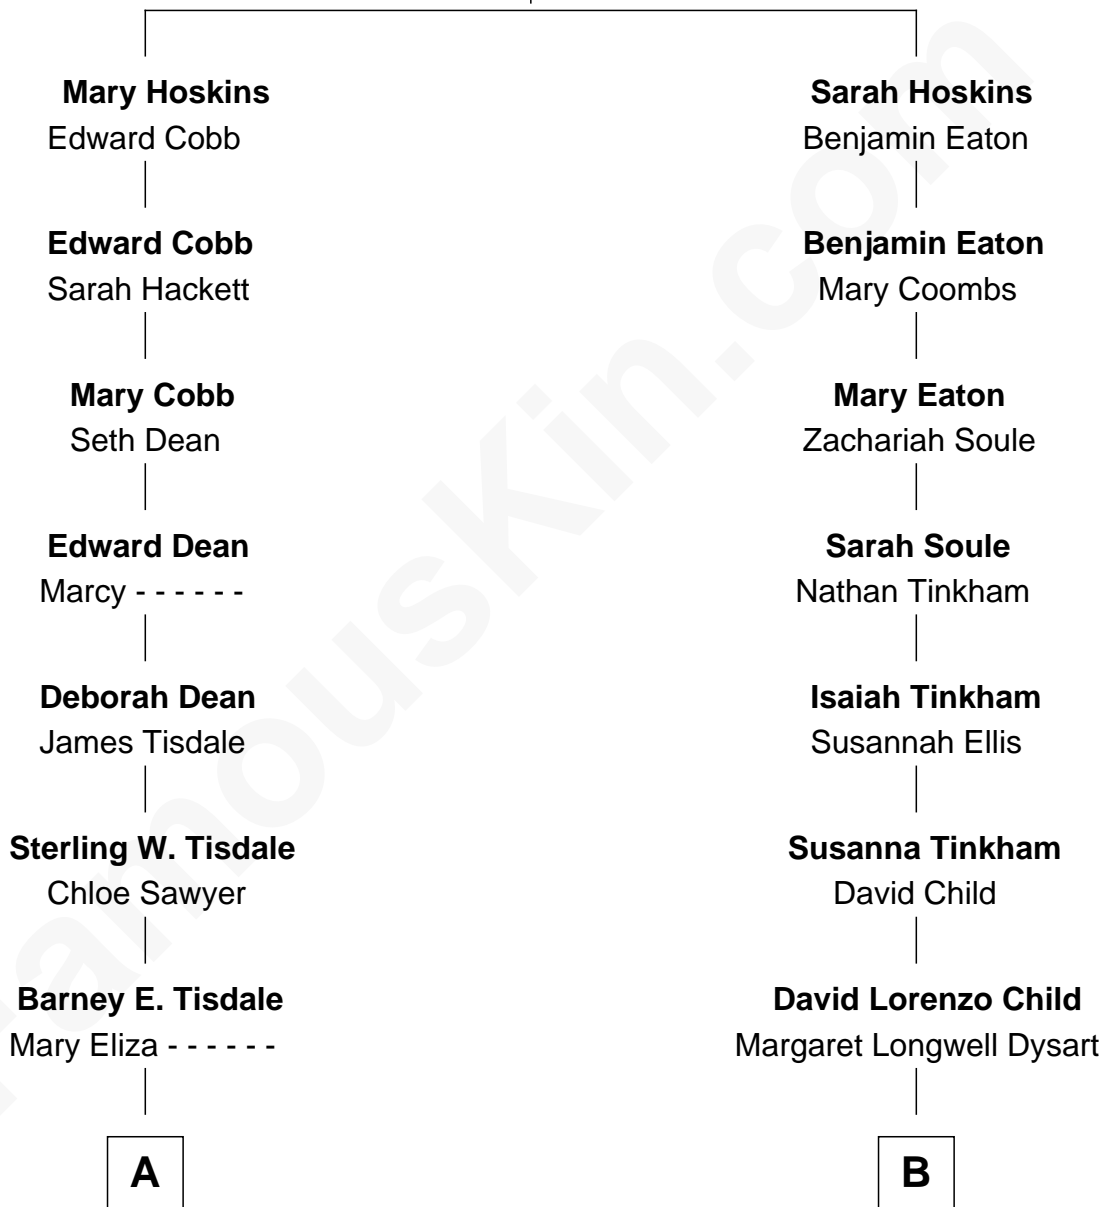 Mary Hoskins
Edward Cobb
Edward Cobb
Sarah Hackett
Mary Cobb
Seth Dean
Edward Dean
Marcy - - - - - -
Deborah Dean
James Tisdale
Sterling W. Tisdale
Chloe Sawyer
Barney E. Tisdale
Mary Eliza - - - - - -
A
Sarah Hoskins
Benjamin Eaton
Benjamin Eaton
Mary Coombs
Mary Eaton
Zachariah Soule
Sarah Soule
Nathan Tinkham
Isaiah Tinkham
Susannah Ellis
Susanna Tinkham
David Child
David Lorenzo Child
Margaret Longwell Dysart
B
FamousKin.com